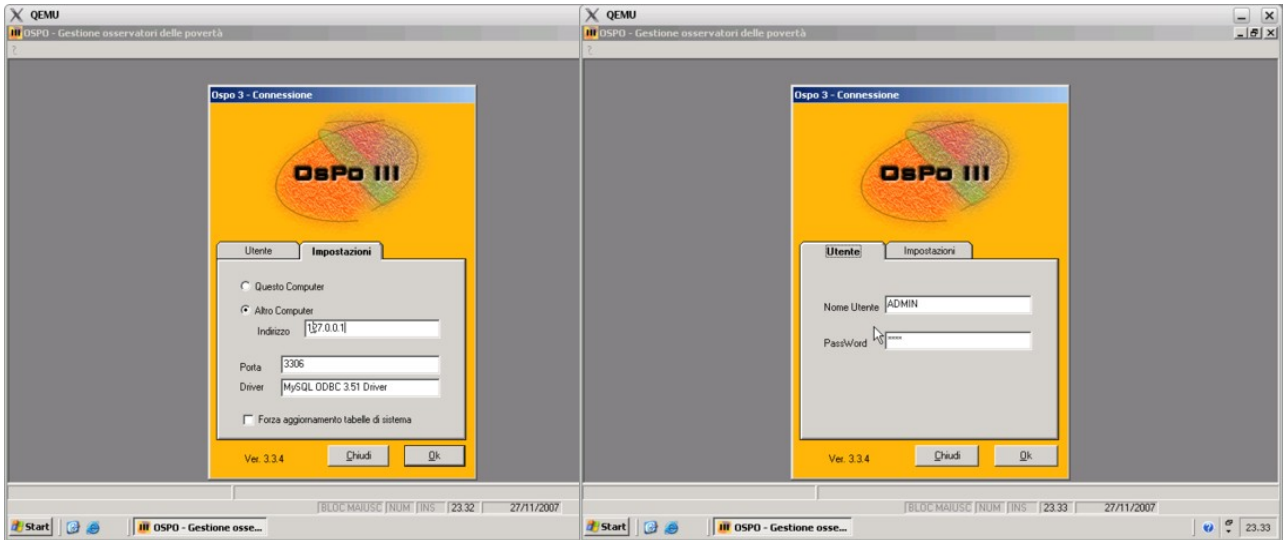 QEMU
OSPO - Gestione osservatori delle povertà
?
Ospo 3 - Connessione
OsPo III
Utente
Impostazioni
Questo Computer
Altro Computer
Indirizzo 127.0.0.1
Porta 3306
Driver MySQL ODBC 3.51 Driver
Forza aggiornamento tabelle di sistema
Ver. 3.3.4
Chiudi
Ok
BLOC MAIUSC NUM INS 23.32 27/11/2007
Start
OSPO - Gestione osse...
QEMU
OSPO - Gestione osservatori delle povertà
?
Ospo 3 - Connessione
OsPo III
Utente
Impostazioni
Nome Utente ADMIN
PassWord ****
Ver. 3.3.4
Chiudi
Ok
BLOC MAIUSC NUM INS 23.33 27/11/2007
Start
OSPO - Gestione osse...
23.33